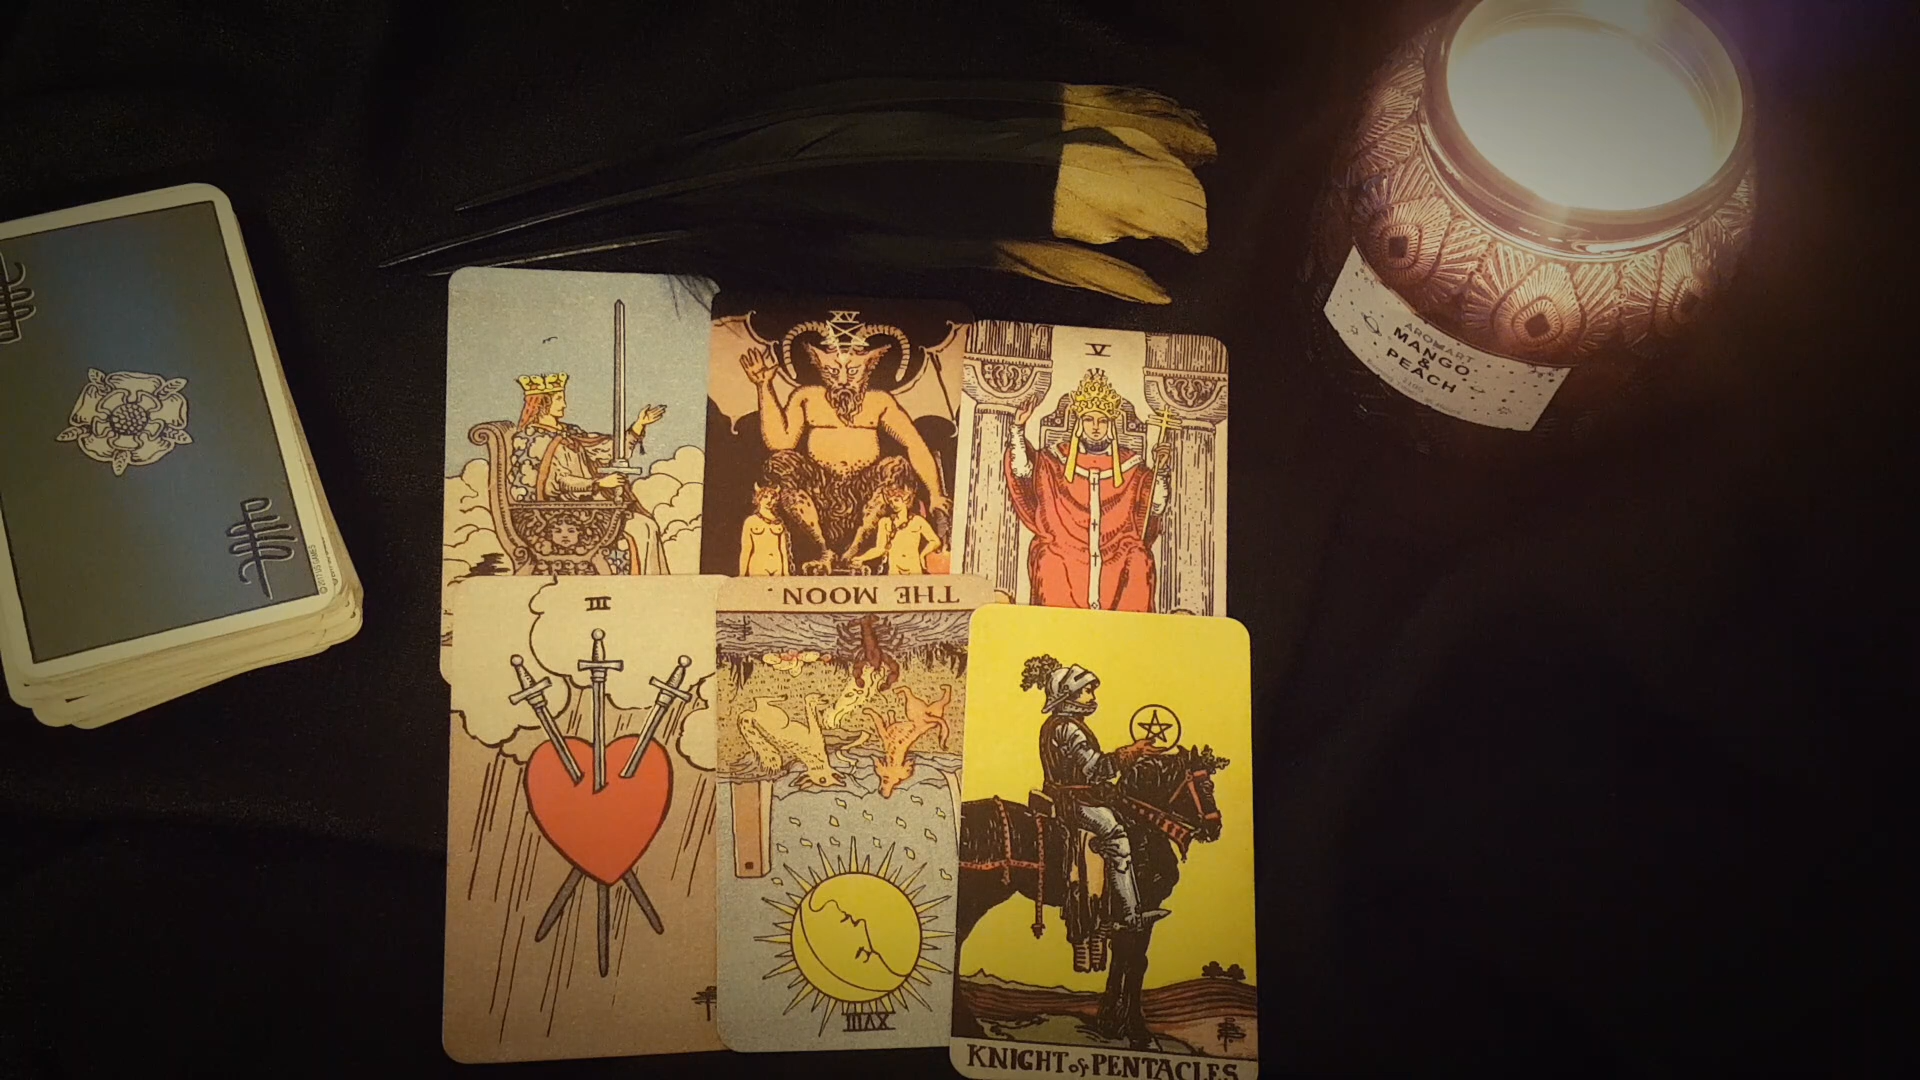 XV
V
AROMART
MANGO
&
PEACH
THE MOON.
III
XVIII
KNIGHT of PENTACLES